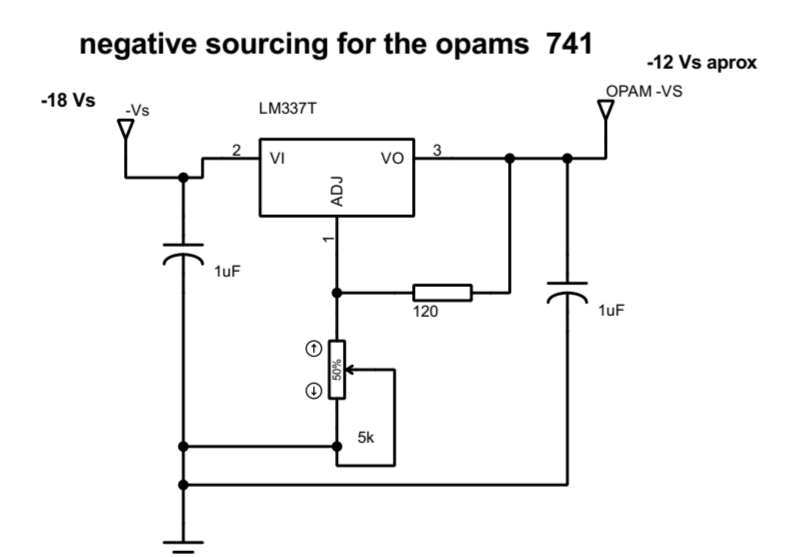 negative sourcing for the opams 741
-12 Vs aprox
-18 Vs
-Vs
LM337T
OPAM -VS
2
VI
VO
3
ADJ
1
1uF
120
1uF
50%
5k